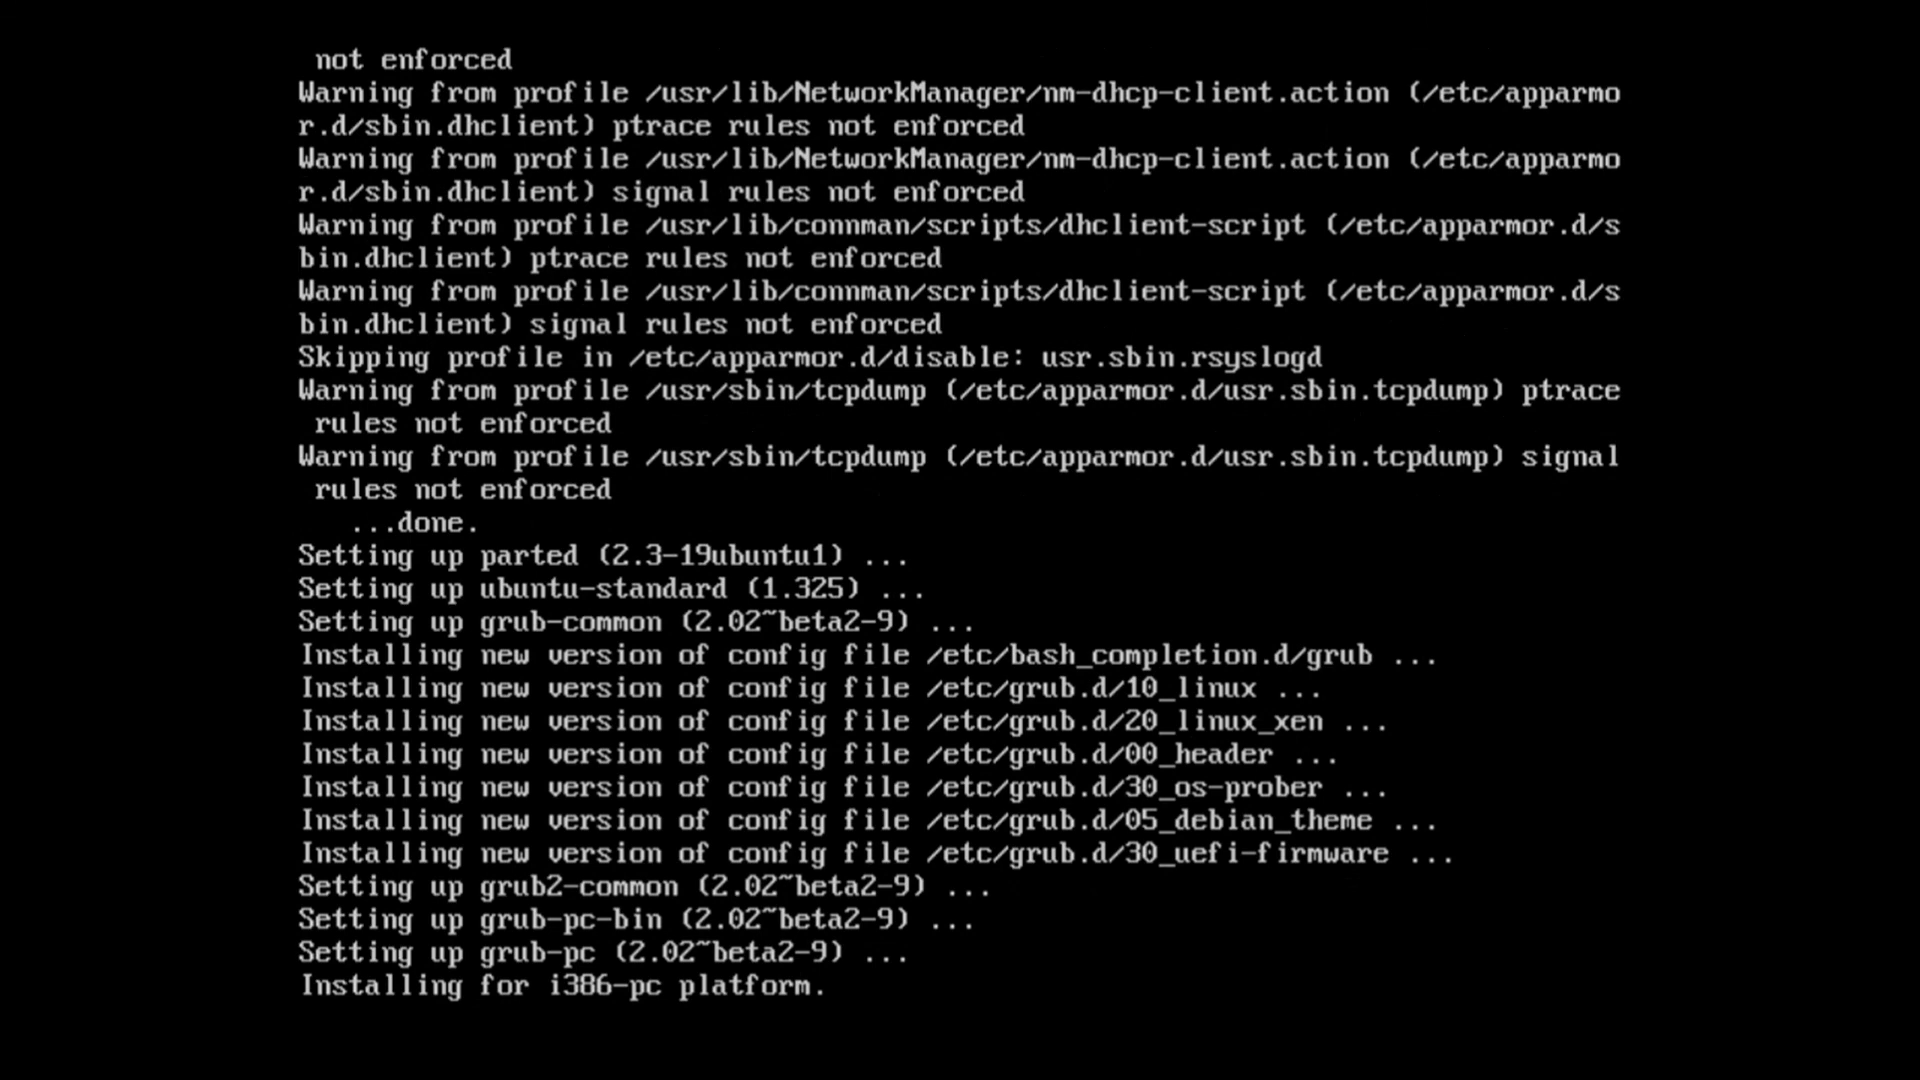 not enforced
Warning from profile /usr/lib/NetworkManager/nm-dhcp-client.action (/etc/apparmo
r.d/sbin.dhclient) ptrace rules not enforced
Warning from profile /usr/lib/NetworkManager/nm-dhcp-client.action (/etc/apparmo
r.d/sbin.dhclient) signal rules not enforced
Warning from profile /usr/lib/connman/scripts/dhclient-script (/etc/apparmor.d/s
bin.dhclient) ptrace rules not enforced
Warning from profile /usr/lib/connman/scripts/dhclient-script (/etc/apparmor.d/s
bin.dhclient) signal rules not enforced
Skipping profile in /etc/apparmor.d/disable: usr.sbin.rsyslogd
Warning from profile /usr/sbin/tcpdump (/etc/apparmor.d/usr.sbin.tcpdump) ptrace
 rules not enforced
Warning from profile /usr/sbin/tcpdump (/etc/apparmor.d/usr.sbin.tcpdump) signal
 rules not enforced
   ...done.
Setting up parted (2.3-19ubuntu1) ...
Setting up ubuntu-standard (1.325) ...
Setting up grub-common (2.02~beta2-9) ...
Installing new version of config file /etc/bash_completion.d/grub ...
Installing new version of config file /etc/grub.d/10_linux ...
Installing new version of config file /etc/grub.d/20_linux_xen ...
Installing new version of config file /etc/grub.d/00_header ...
Installing new version of config file /etc/grub.d/30_os-prober ...
Installing new version of config file /etc/grub.d/05_debian_theme ...
Installing new version of config file /etc/grub.d/30_uefi-firmware ...
Setting up grub2-common (2.02~beta2-9) ...
Setting up grub-pc-bin (2.02~beta2-9) ...
Setting up grub-pc (2.02~beta2-9) ...
Installing for i386-pc platform.